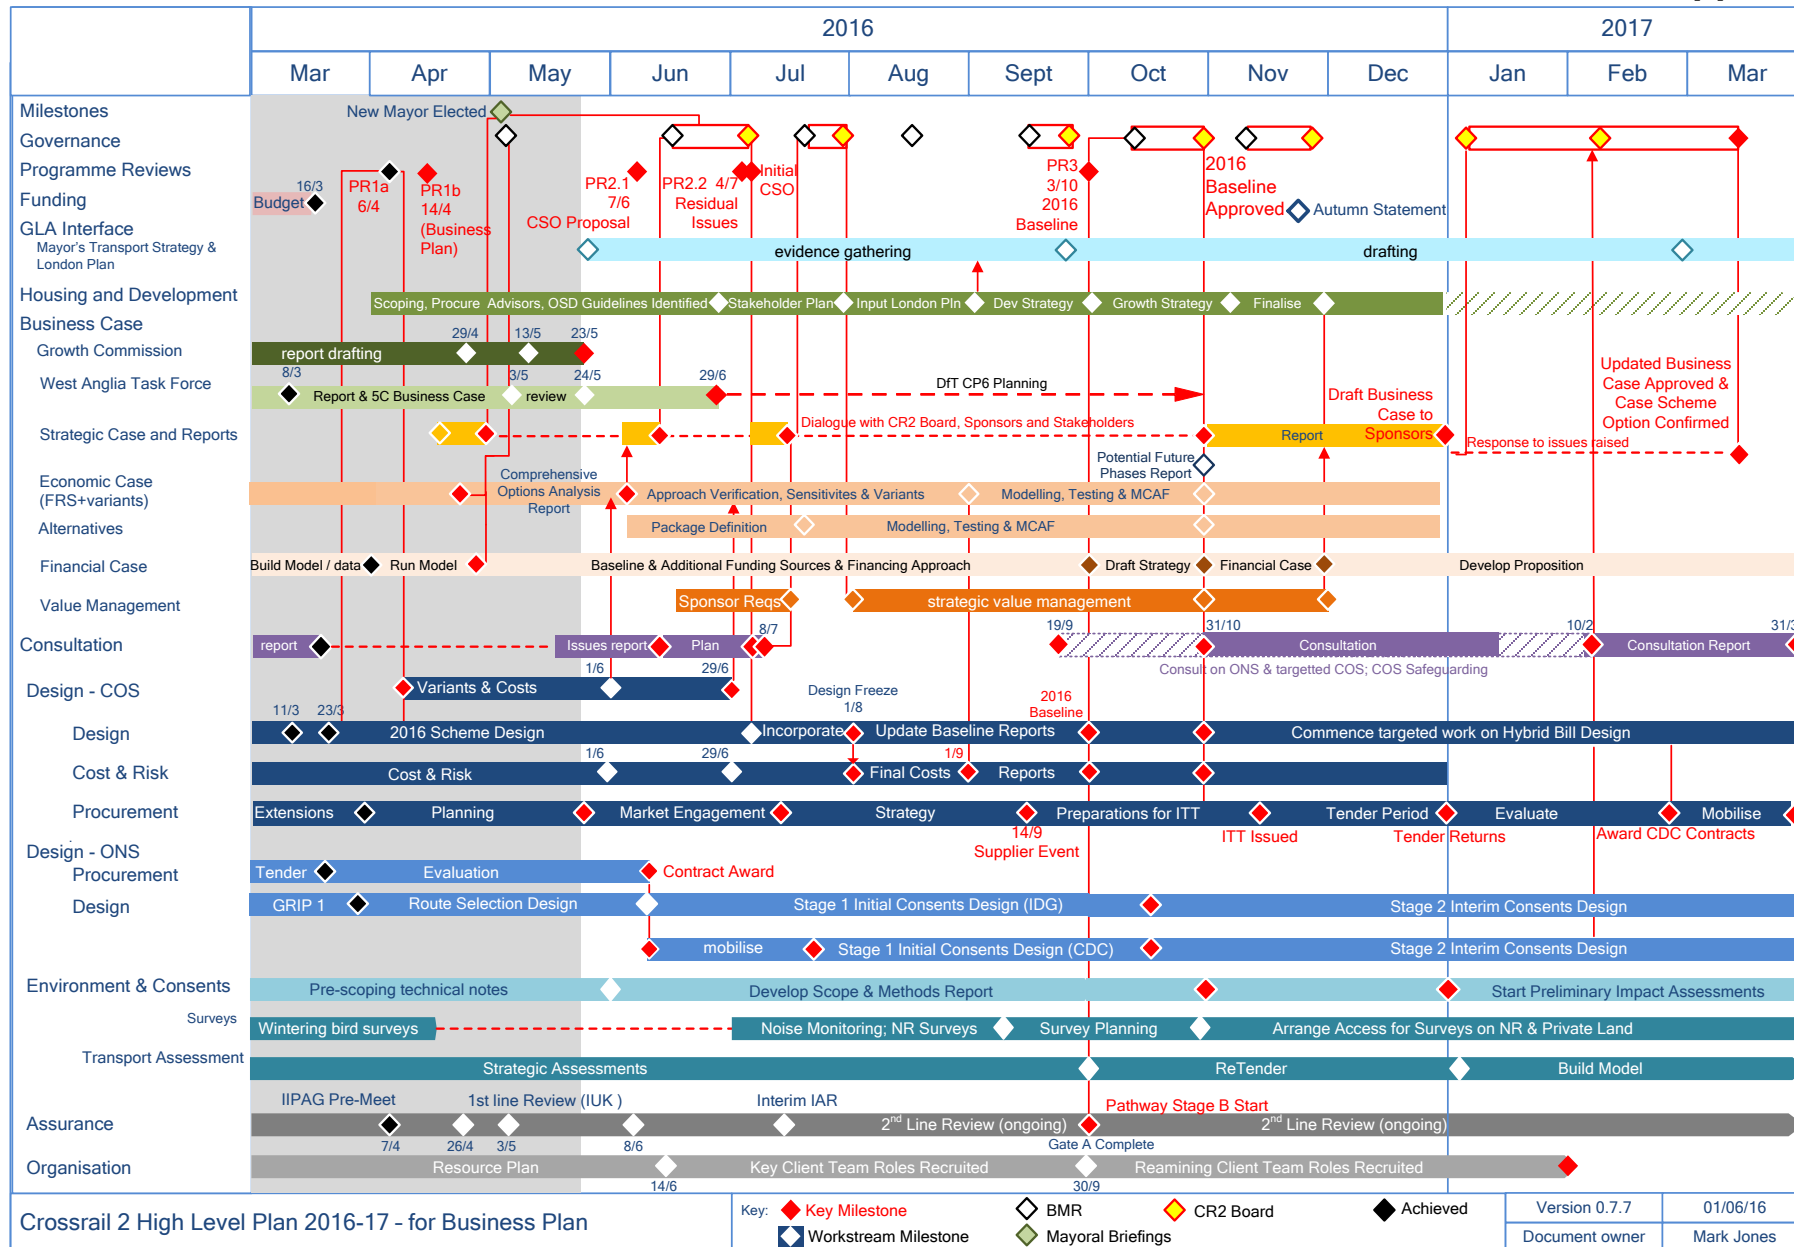 2016
2017
Mar
Apr
May
Jun
Jul
Aug
Sept
Oct
Nov
Dec
Jan
Feb
Mar
Milestones
New Mayor Elected
Governance
Programme Reviews
PR1a
6/4
PR1b
14/4
(Business
Plan)
PR2.1
7/6
CSO Proposal
PR2.2 4/7
Residual
Issues
Initial
CSO
PR3
3/10
2016
Baseline
2016
Baseline
Approved
Funding
16/3
Budget
Autumn Statement
GLA Interface
Mayor's Transport Strategy &
London Plan
evidence gathering
drafting
Housing and Development
Scoping, Procure Advisors, OSD Guidelines Identified
Stakeholder Plan
Input London Pln
Dev Strategy
Growth Strategy
Finalise
Business Case
Growth Commission
report drafting
29/4
13/5
23/5
West Anglia Task Force
8/3
Report & 5C Business Case
3/5
review
24/5
29/6
DfT CP6 Planning
Draft Business
Case to
Sponsors
Updated Business
Case Approved &
Case Scheme
Option Confirmed
Strategic Case and Reports
Dialogue with CR2 Board, Sponsors and Stakeholders
Report
Response to issues raised
Potential Future
Phases Report
Economic Case
(FRS+variants)
Comprehensive
Options Analysis
Report
Approach Verification, Sensitivites & Variants
Modelling, Testing & MCAF
Alternatives
Package Definition
Modelling, Testing & MCAF
Financial Case
Build Model / data
Run Model
Baseline & Additional Funding Sources & Financing Approach
Draft Strategy
Financial Case
Develop Proposition
Value Management
Sponsor Reqs
strategic value management
Consultation
report
Issues report
Plan
8/7
19/9
31/10
Consultation
10/2
Consultation Report
31/3
Consult on ONS & targetted COS; COS Safeguarding
Design - COS
Variants & Costs
1/6
29/6
Design Freeze
1/8
2016
Baseline
Design
11/3
23/3
2016 Scheme Design
Incorporate
Update Baseline Reports
Commence targeted work on Hybrid Bill Design
Cost & Risk
Cost & Risk
1/6
29/6
Final Costs
1/9
Reports
Procurement
Extensions
Planning
Market Engagement
Strategy
Preparations for ITT
Tender Period
Evaluate
Mobilise
14/9
Supplier Event
ITT Issued
Tender Returns
Award CDC Contracts
Design - ONS
Procurement
Tender
Evaluation
Contract Award
Design
GRIP 1
Route Selection Design
Stage 1 Initial Consents Design (IDG)
Stage 2 Interim Consents Design
mobilise
Stage 1 Initial Consents Design (CDC)
Stage 2 Interim Consents Design
Environment & Consents
Pre-scoping technical notes
Develop Scope & Methods Report
Start Preliminary Impact Assessments
Surveys
Wintering bird surveys
Noise Monitoring; NR Surveys
Survey Planning
Arrange Access for Surveys on NR & Private Land
Transport Assessment
Strategic Assessments
ReTender
Build Model
IIPAG Pre-Meet
1st line Review (IUK )
Interim IAR
Pathway Stage B Start
Assurance
2nd Line Review (ongoing)
2nd Line Review (ongoing)
7/4
26/4
3/5
8/6
Gate A Complete
Organisation
Resource Plan
Key Client Team Roles Recruited
Reamining Client Team Roles Recruited
14/6
30/9
Crossrail 2 High Level Plan 2016-17 - for Business Plan
Key:
Key Milestone
BMR
CR2 Board
Achieved
Workstream Milestone
Mayoral Briefings
Version 0.7.7
01/06/16
Document owner
Mark Jones